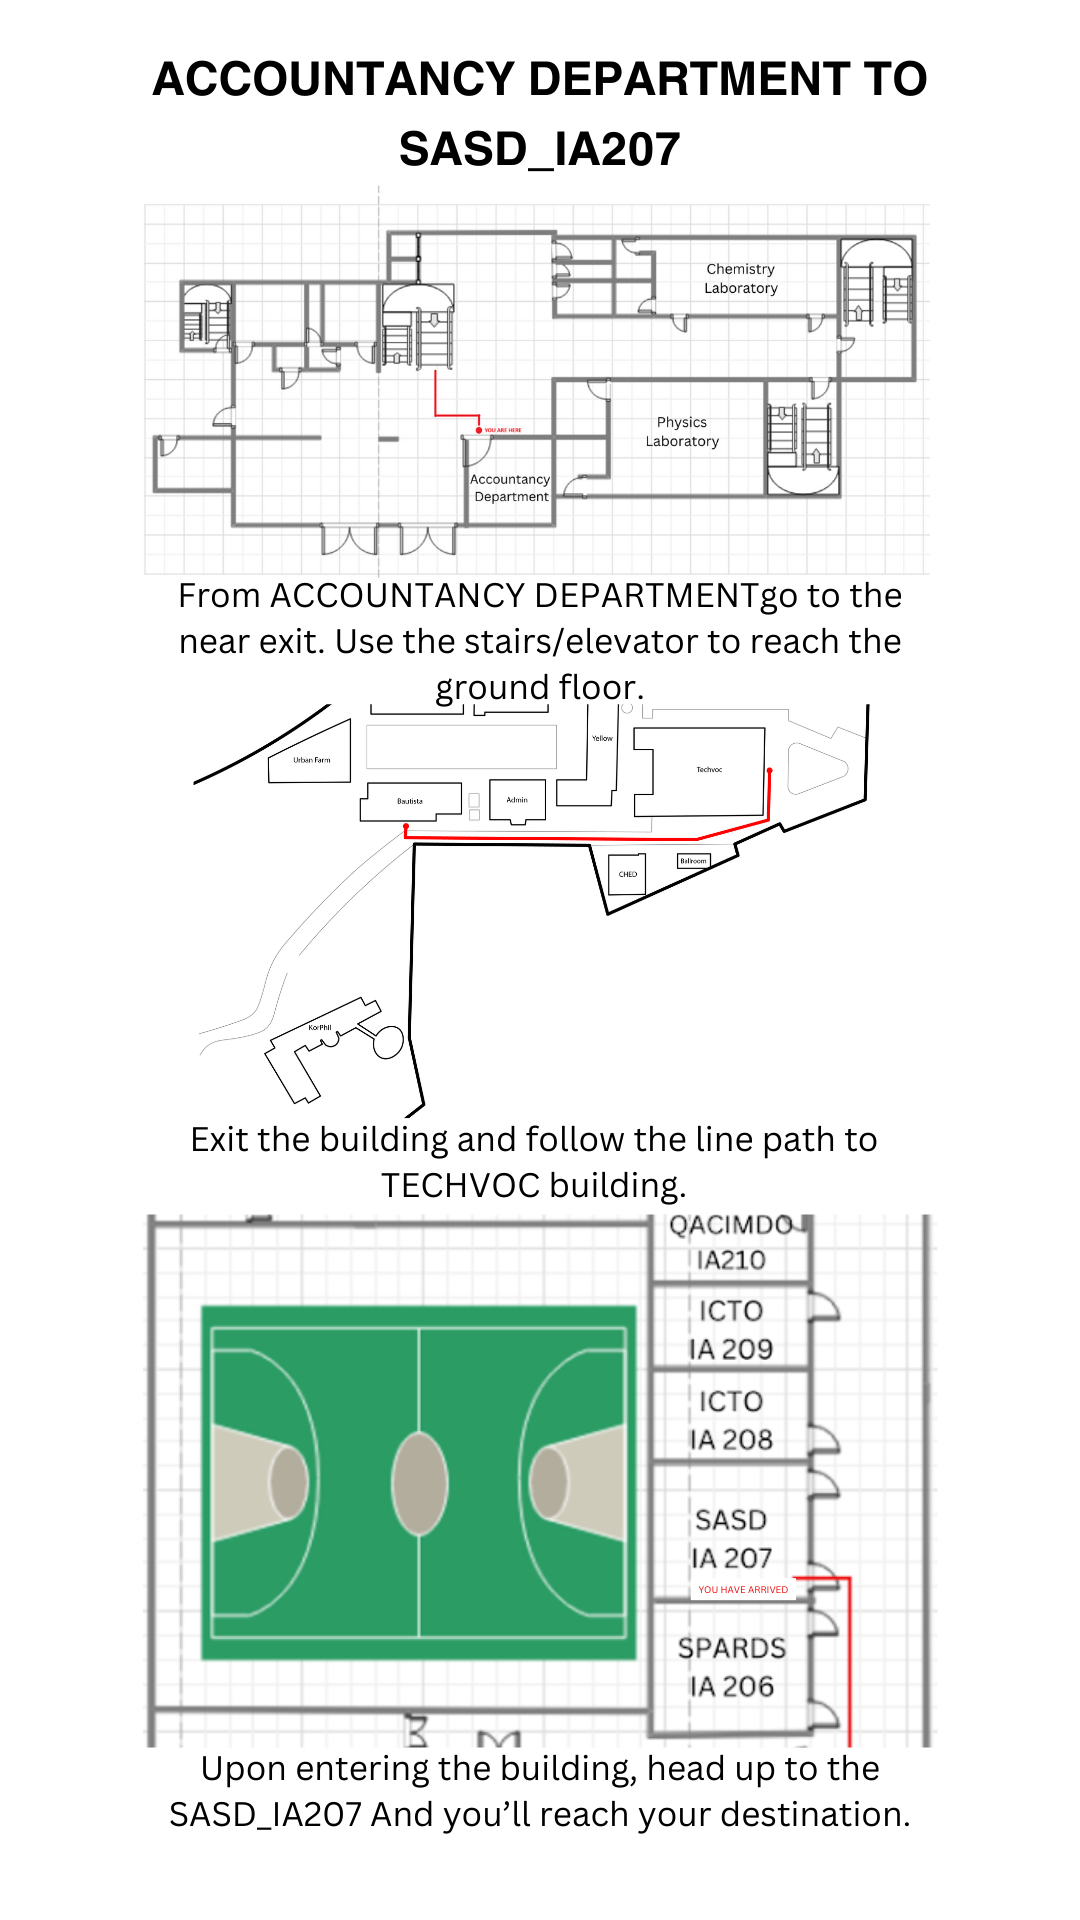 ACCOUNTANCY DEPARTMENT TO
SASD_IA207
Chemistry
Laboratory
Physics
Laboratory
YOU ARE HERE
Accountancy
Department
From ACCOUNTANCY DEPARTMENTgo to the
near exit. Use the stairs/elevator to reach the
ground floor.
Urban Farm
Yellow
Techvoc
Bautista
Admin
CHED
Ballroom
KorPhil
Exit the building and follow the line path to
TECHVOC building.
QACIMDO
IA210
ICTO
IA 209
ICTO
IA 208
SASD
IA 207
YOU HAVE ARRIVED
SPARDS
IA 206
Upon entering the building, head up to the
SASD_IA207 And you’ll reach your destination.